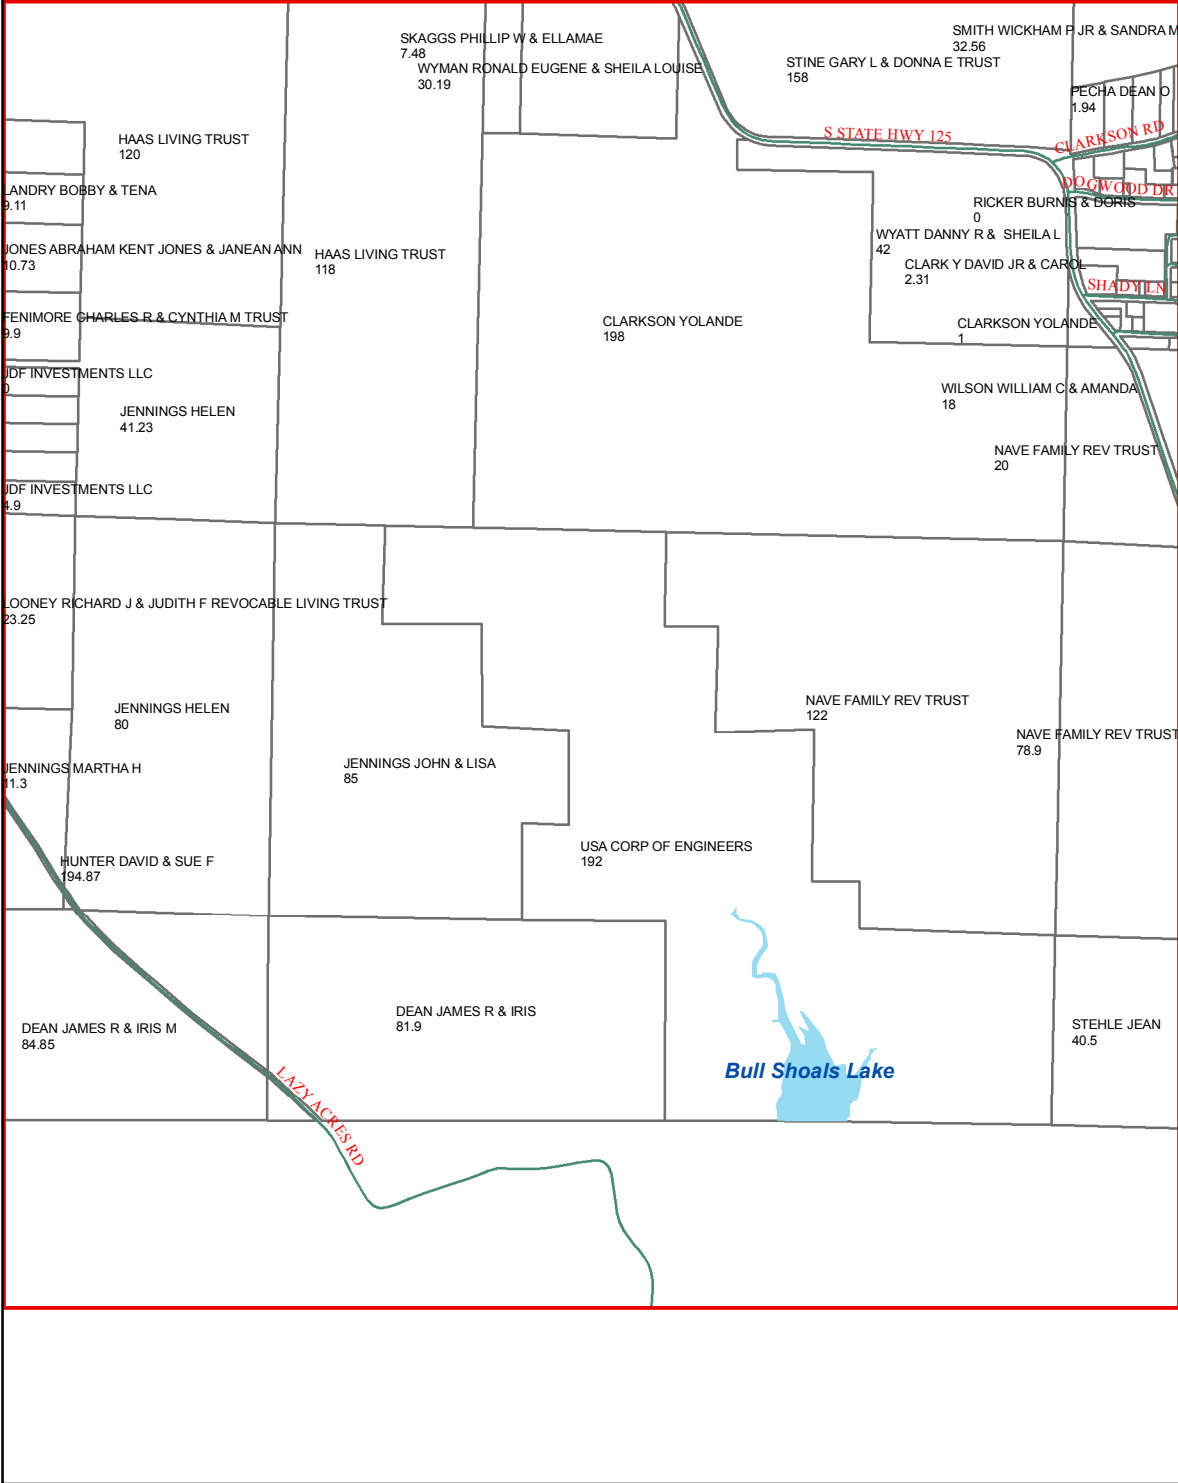 SMITH WICKHAM P JR & SANDRA M
32.56
SKAGGS PHILLIP W & ELLAMAE
7.48
WYMAN RONALD EUGENE & SHEILA LOUISE
30.19
STINE GARY L & DONNA E TRUST
158
PECHA DEAN O
1.94
S STATE HWY 125
CLARKSON RD
HAAS LIVING TRUST
120
DOGWOOD DR
LANDRY BOBBY & TENA
9.11
RICKER BURNIS & DORIS
0
WYATT DANNY R & SHEILA L
42
JONES ABRAHAM KENT JONES & JANEAN ANN
10.73
HAAS LIVING TRUST
118
CLARK Y DAVID JR & CAROL
2.31
SHADY LN
FENIMORE CHARLES R & CYNTHIA M TRUST
9.9
CLARKSON YOLANDE
198
CLARKSON YOLANDE
1
JDF INVESTMENTS LLC
0
WILSON WILLIAM C & AMANDA
18
JENNINGS HELEN
41.23
NAVE FAMILY REV TRUST
20
JDF INVESTMENTS LLC
4.9
LOONEY RICHARD J & JUDITH F REVOCABLE LIVING TRUST
23.25
JENNINGS HELEN
80
NAVE FAMILY REV TRUST
122
NAVE FAMILY REV TRUST
78.9
JENNINGS MARTHA H
11.3
JENNINGS JOHN & LISA
85
HUNTER DAVID & SUE F
194.87
USA CORP OF ENGINEERS
192
DEAN JAMES R & IRIS M
84.85
DEAN JAMES R & IRIS
81.9
STEHLE JEAN
40.5
Bull Shoals Lake
LAZY ACRES RD